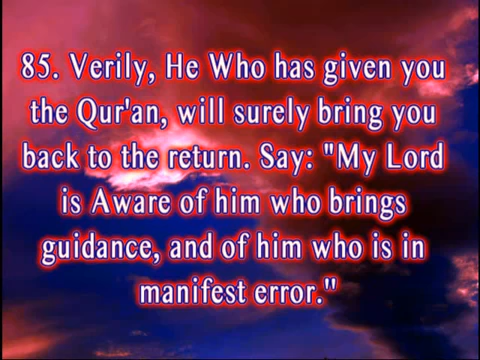 85. Verily, He Who has given you
the Qur'an, will surely bring you
back to the return. Say: "My Lord
is Aware of him who brings
guidance, and of him who is in
manifest error."